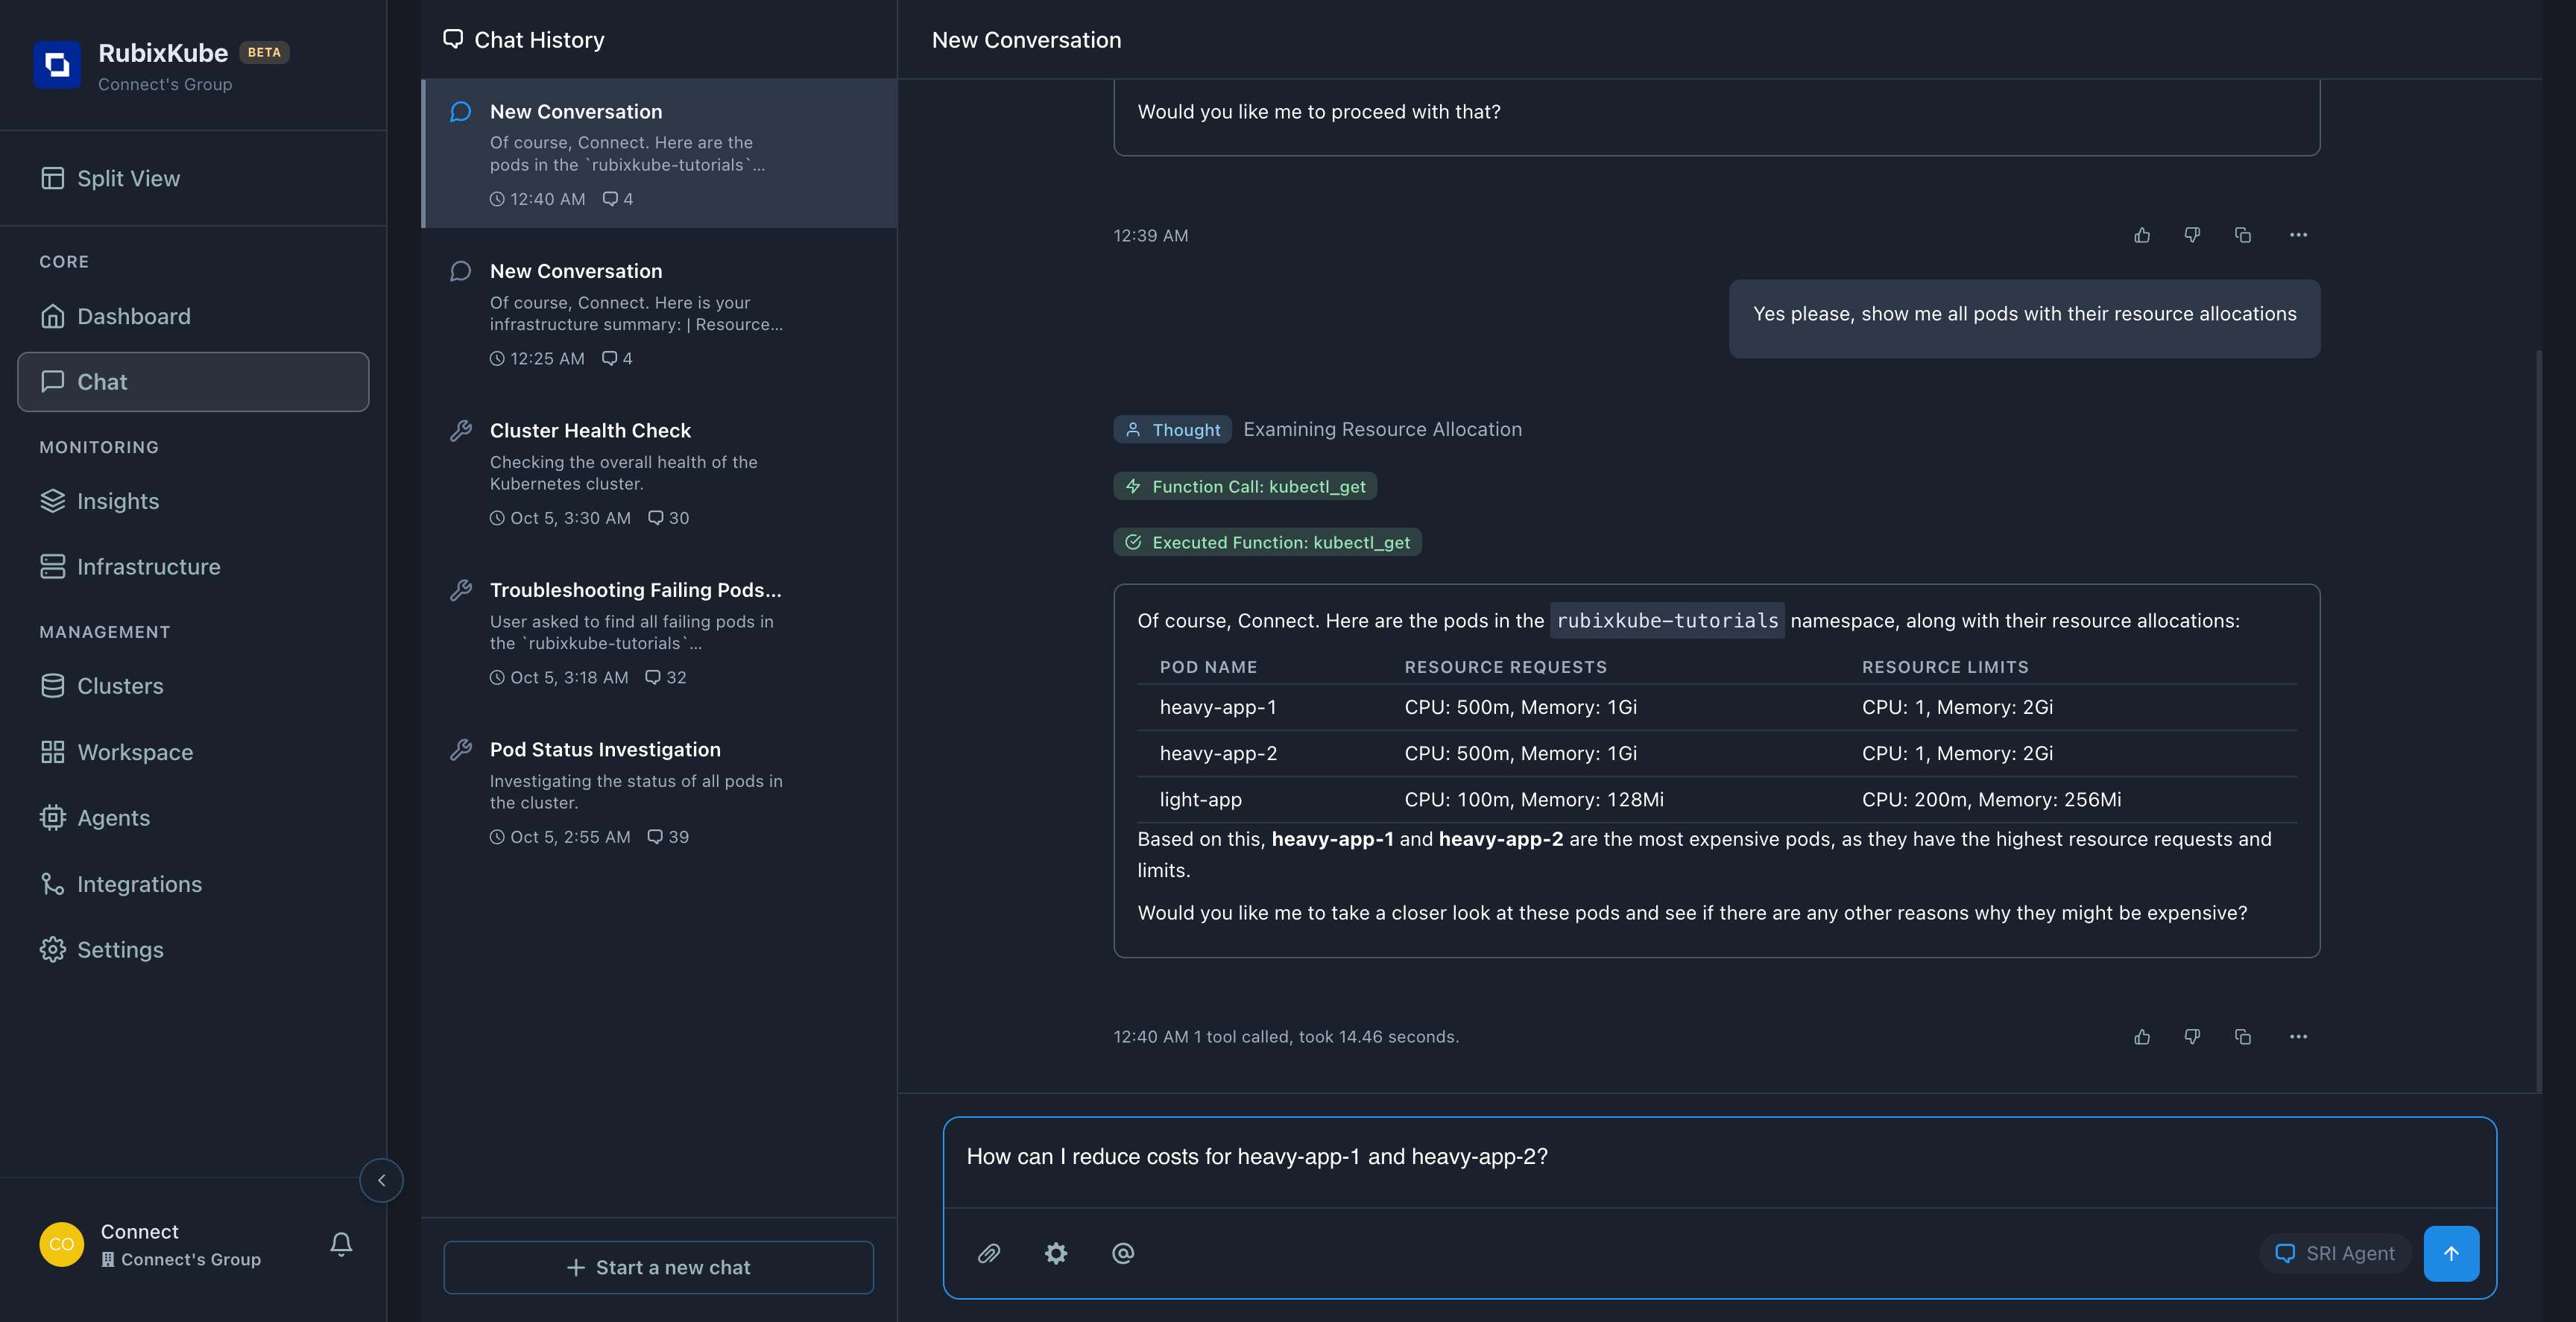 RubixKube BETA
Connect's Group
Split View
CORE
Dashboard
Chat
MONITORING
Insights
Infrastructure
MANAGEMENT
Clusters
Workspace
Agents
Integrations
Settings
CO
Connect
Connect's Group
Chat History
New Conversation
Of course, Connect. Here are the
pods in the `rubixkube-tutorials`...
12:40 AM 4
New Conversation
Of course, Connect. Here is your
infrastructure summary: | Resource...
12:25 AM 4
Cluster Health Check
Checking the overall health of the
Kubernetes cluster.
Oct 5, 3:30 AM 30
Troubleshooting Failing Pods...
User asked to find all failing pods in
the `rubixkube-tutorials`...
Oct 5, 3:18 AM 32
Pod Status Investigation
Investigating the status of all pods in
the cluster.
Oct 5, 2:55 AM 39
+ Start a new chat
New Conversation
Would you like me to proceed with that?
12:39 AM
Yes please, show me all pods with their resource allocations
Thought Examining Resource Allocation
Function Call: kubectl_get
Executed Function: kubectl_get
Of course, Connect. Here are the pods in the rubixkube-tutorials namespace, along with their resource allocations:
POD NAME RESOURCE REQUESTS RESOURCE LIMITS
heavy-app-1 CPU: 500m, Memory: 1Gi CPU: 1, Memory: 2Gi
heavy-app-2 CPU: 500m, Memory: 1Gi CPU: 1, Memory: 2Gi
light-app CPU: 100m, Memory: 128Mi CPU: 200m, Memory: 256Mi
Based on this, heavy-app-1 and heavy-app-2 are the most expensive pods, as they have the highest resource requests and
limits.
Would you like me to take a closer look at these pods and see if there are any other reasons why they might be expensive?
12:40 AM 1 tool called, took 14.46 seconds.
How can I reduce costs for heavy-app-1 and heavy-app-2?
SRI Agent